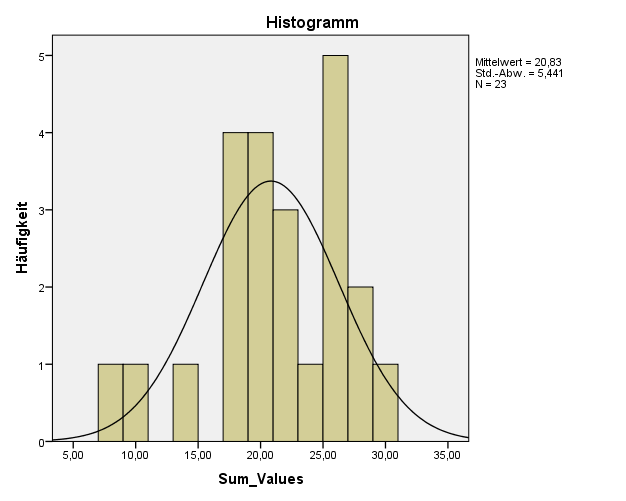 Histogramm
Mittelwert = 20,83
Std.-Abw. = 5,441
N = 23
Häufigkeit
5
4
3
2
1
0
5,00 10,00 15,00 20,00 25,00 30,00 35,00
Sum_Values